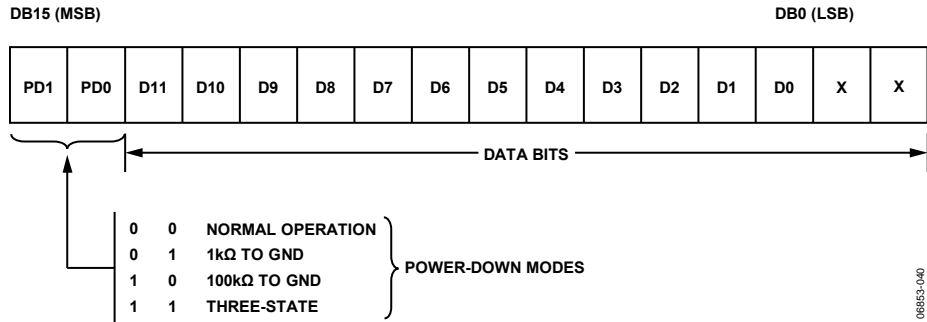 DB15 (MSB) DB0 (LSB)
PD1 PD0 D11 D10 D9 D8 D7 D6 D5 D4 D3 D2 D1 D0 X X
DATA BITS
0 0 NORMAL OPERATION
0 1 1kΩ TO GND
1 0 100kΩ TO GND
1 1 THREE-STATE
POWER-DOWN MODES
06853-040